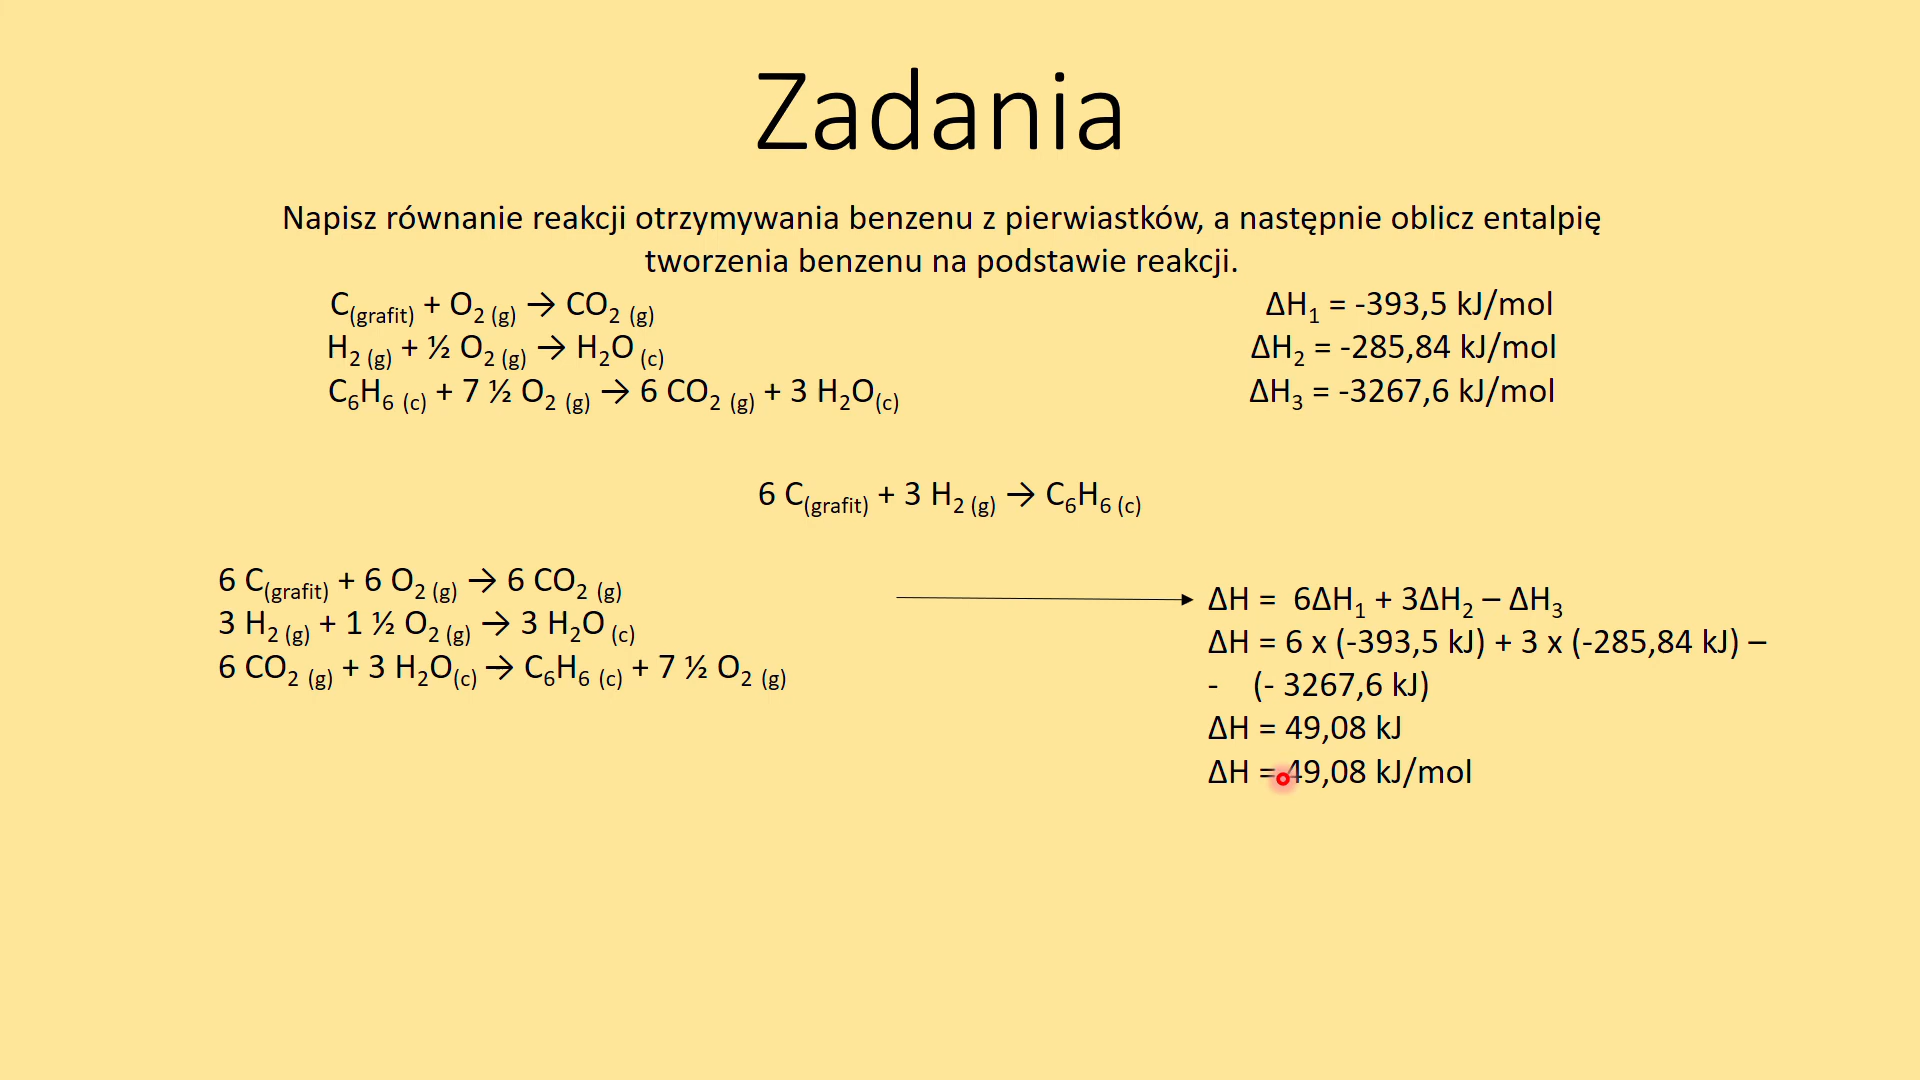 Zadania
Napisz równanie reakcji otrzymywania benzenu z pierwiastków, a następnie oblicz entalpię
tworzenia benzenu na podstawie reakcji.
C(grafit) + O₂ (g) → CO₂ (g) ΔH₁ = -393,5 kJ/mol
H₂ (g) + ½ O₂ (g) → H₂O (c) ΔH₂ = -285,84 kJ/mol
C₆H₆ (c) + 7 ½ O₂ (g) → 6 CO₂ (g) + 3 H₂O(c) ΔH₃ = -3267,6 kJ/mol
6 C(grafit) + 3 H₂ (g) → C₆H₆ (c)
6 C(grafit) + 6 O₂ (g) → 6 CO₂ (g)
3 H₂ (g) + 1 ½ O₂ (g) → 3 H₂O (c)
6 CO₂ (g) + 3 H₂O(c) → C₆H₆ (c) + 7 ½ O₂ (g)
ΔH = 6ΔH₁ + 3ΔH₂ – ΔH₃
ΔH = 6 x (-393,5 kJ) + 3 x (-285,84 kJ) –
- (- 3267,6 kJ)
ΔH = 49,08 kJ
ΔH = 49,08 kJ/mol